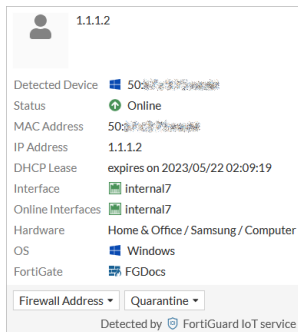 1.1.1.2
Detected Device 50:
Status Online
MAC Address 50:
IP Address 1.1.1.2
DHCP Lease expires on 2023/05/22 02:09:19
Interface internal7
Online Interfaces internal7
Hardware Home & Office / Samsung / Computer
OS Windows
FortiGate FGDocs
Firewall Address Quarantine
Detected by FortiGuard IoT service